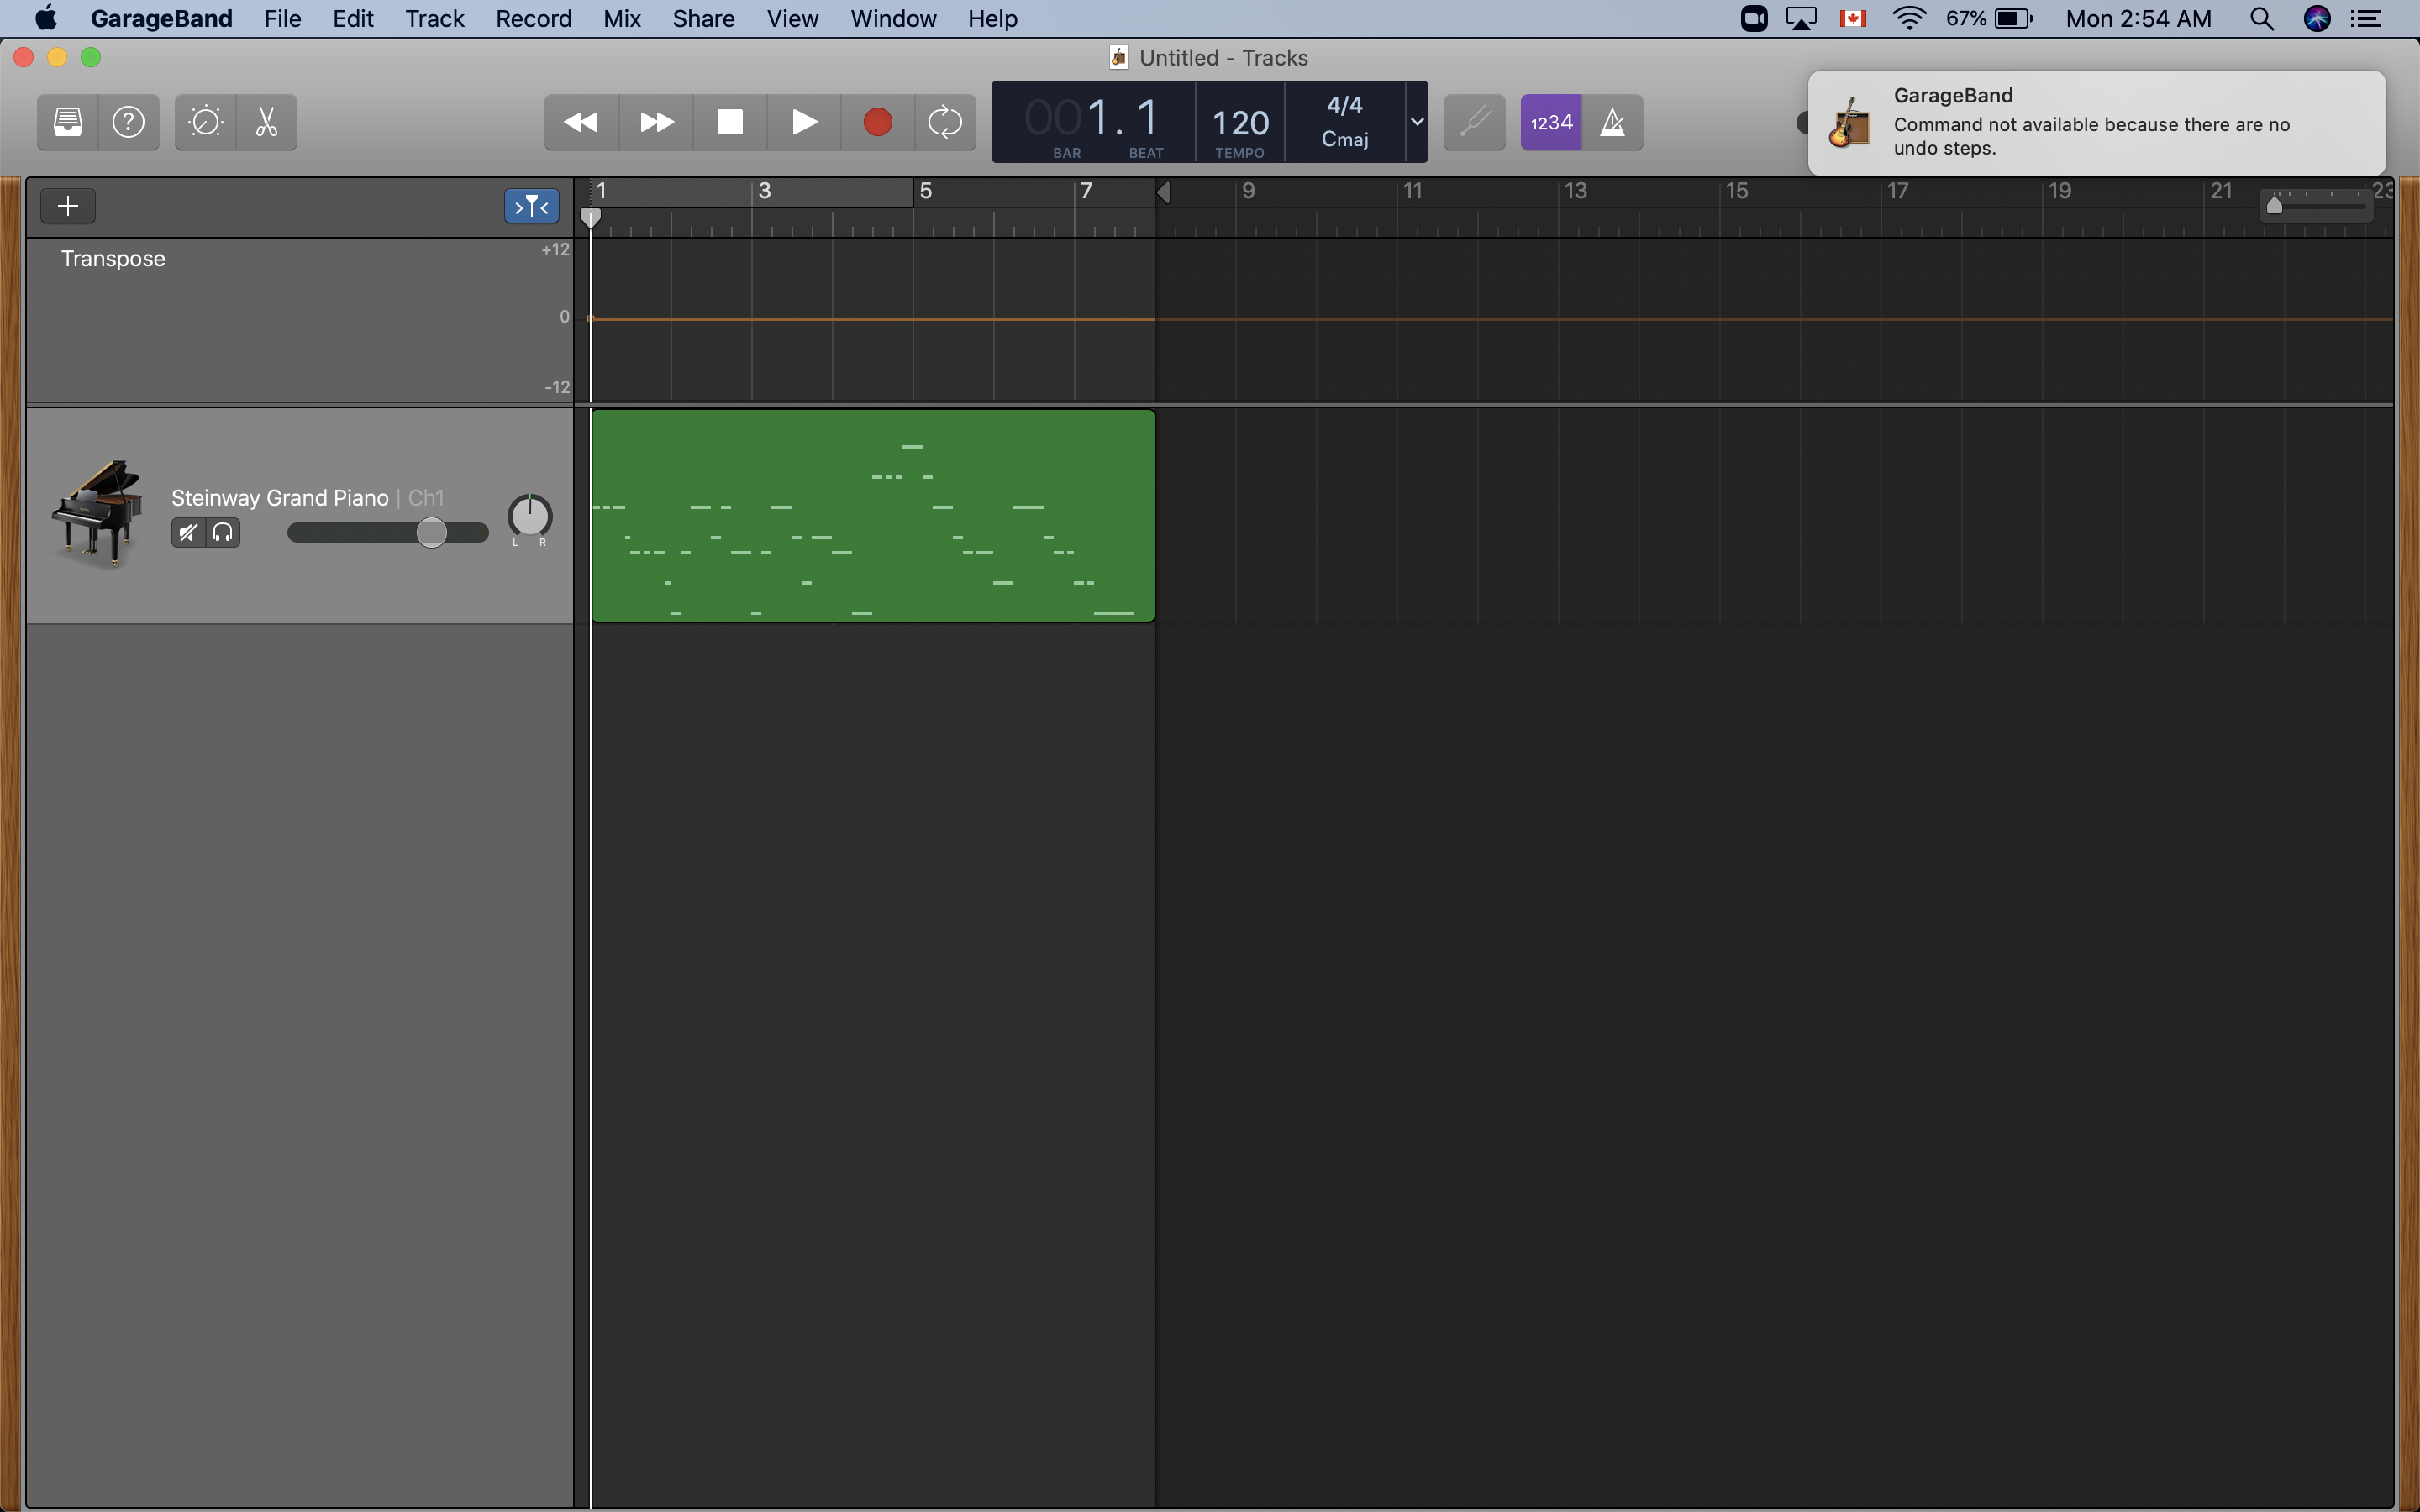 GarageBand File Edit Track Record Mix Share View Window Help 67% Mon 2:54 AM
Untitled - Tracks
GarageBand
Command not available because there are no
undo steps.
? 001. 1 120 4/4 1234
Cmaj
BAR BEAT TEMPO
1 3 5 7 9 11 13 15 17 19 21 23
Transpose +12
0
-12
Steinway Grand Piano | Ch1
L R